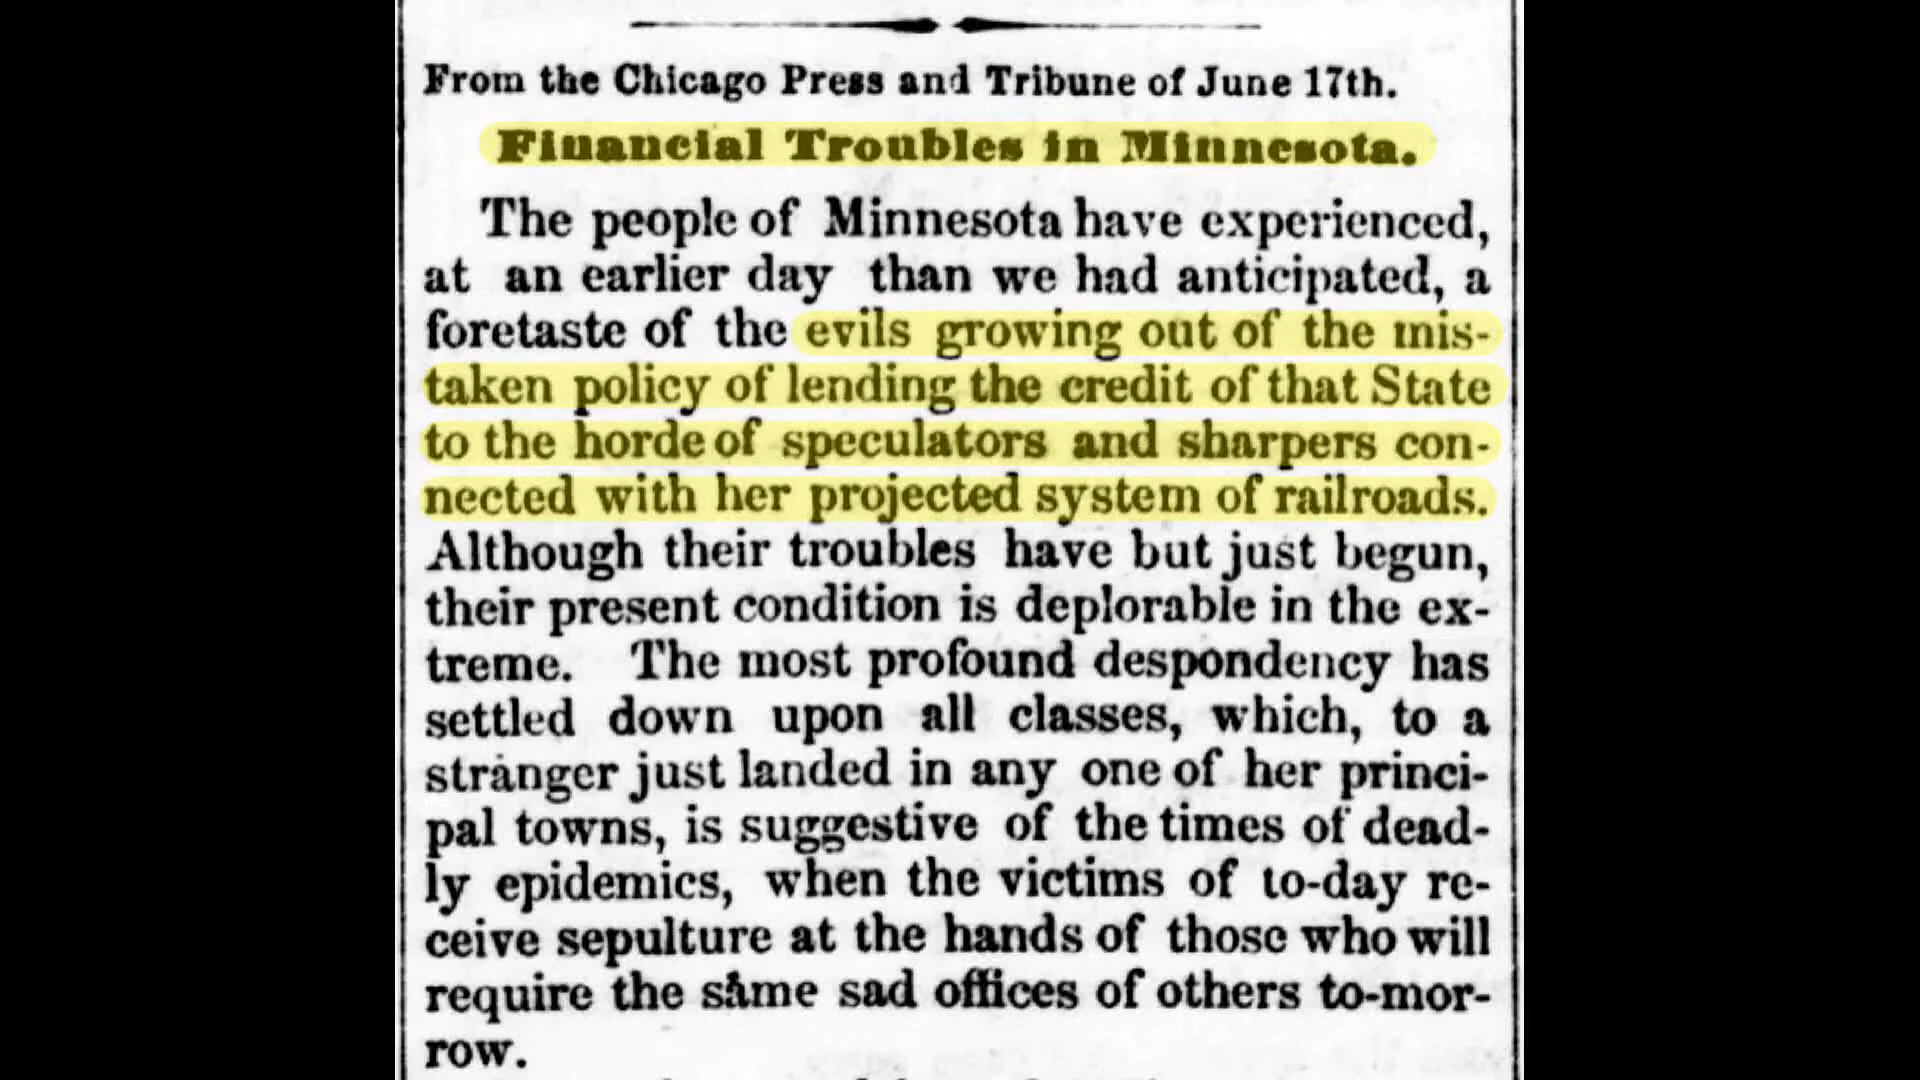 From the Chicago Press and Tribune of June 17th.
Financial Troubles in Minnesota.
The people of Minnesota have experienced,
at an earlier day than we had anticipated, a
foretaste of the evils growing out of the mis-
taken policy of lending the credit of that State
to the horde of speculators and sharpers con-
nected with her projected system of railroads.
Although their troubles have but just begun,
their present condition is deplorable in the ex-
treme. The most profound despondency has
settled down upon all classes, which, to a
stranger just landed in any one of her princi-
pal towns, is suggestive of the times of dead-
ly epidemics, when the victims of to-day re-
ceive sepulture at the hands of those who will
require the same sad offices of others to-mor-
row.